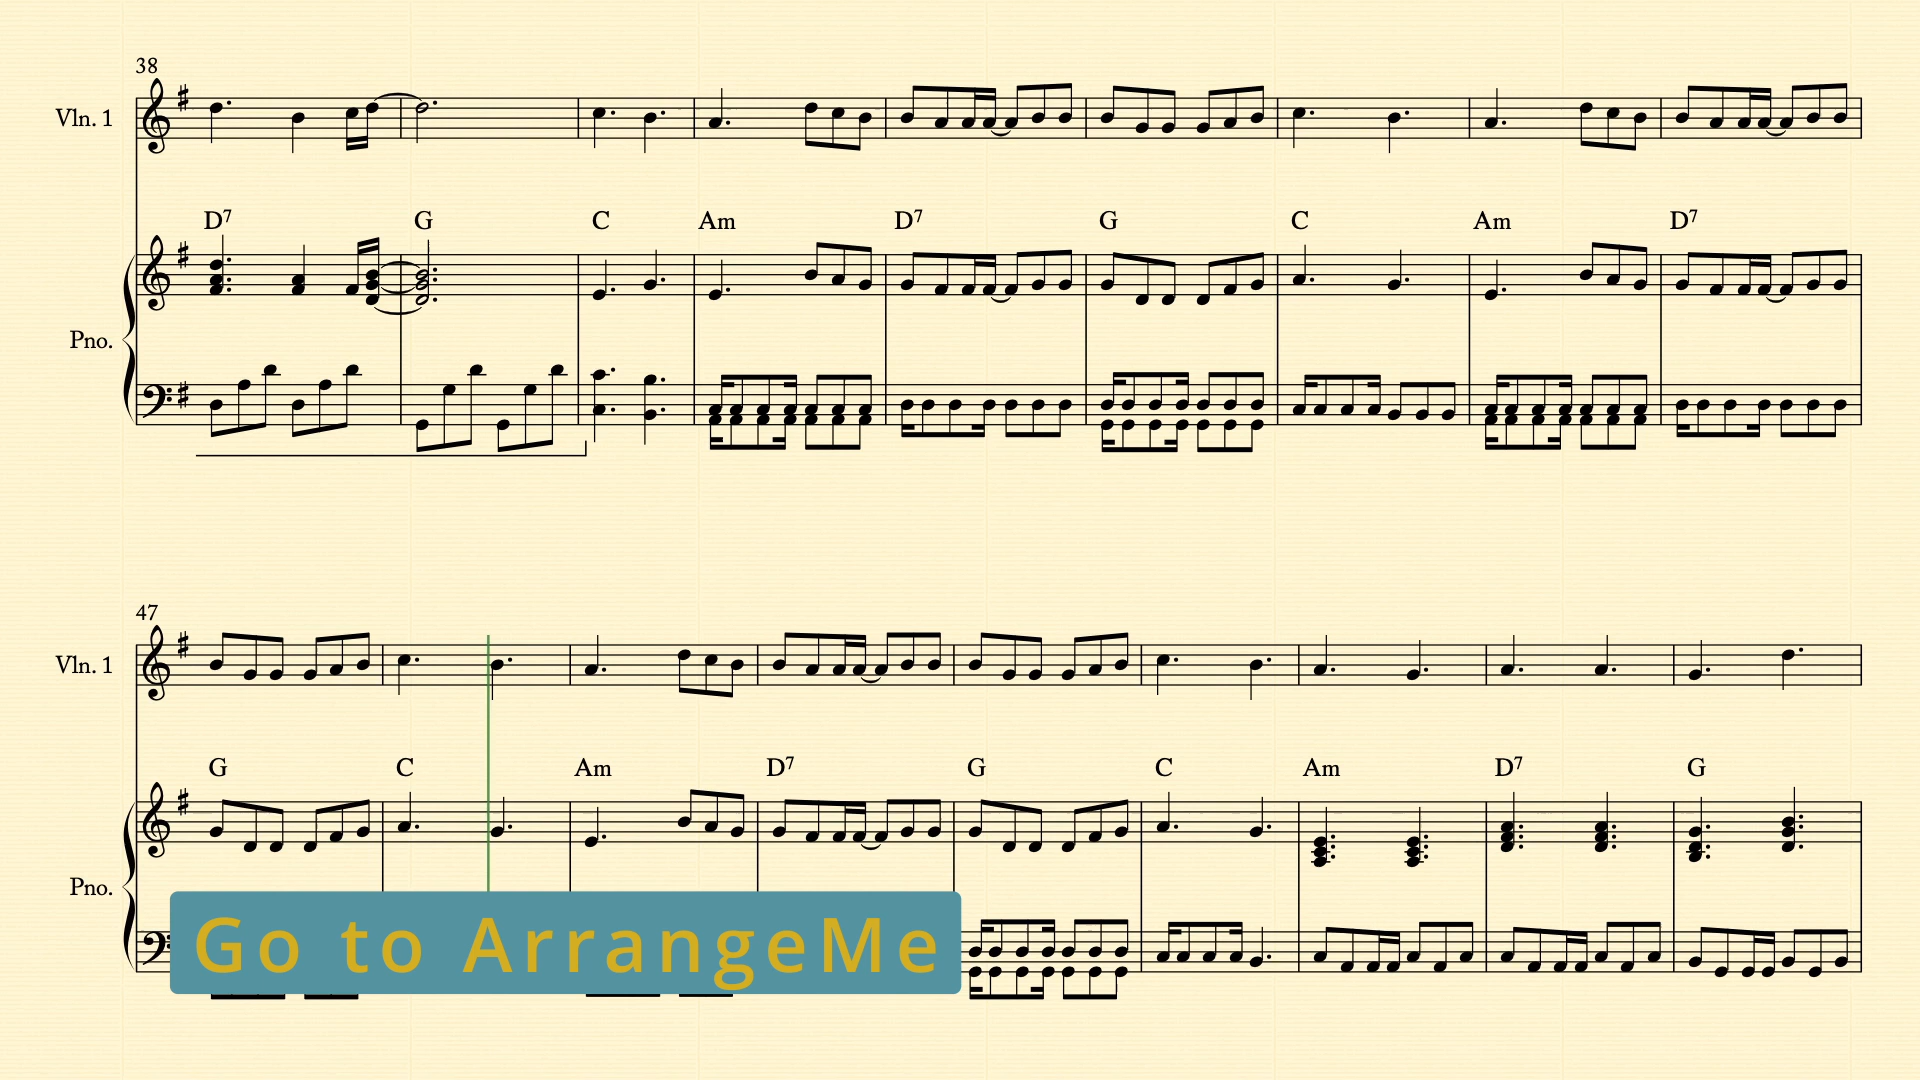 38
Vln. 1
D7 G C Am D7 G C Am D7
Pno.
47
Vln. 1
G C Am D7 G C Am D7 G
Pno.
Go to ArrangeMe